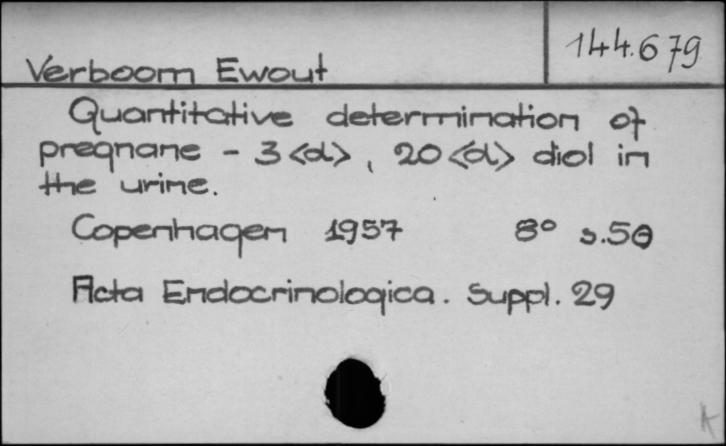 144.679
Verboom Ewout
Quantitative determination of
pregnane - 3 <α>, 20 <α> diol in
the urine.
Copenhagen 1957 8° s.50
Acta Endocrinologica. Suppl. 29